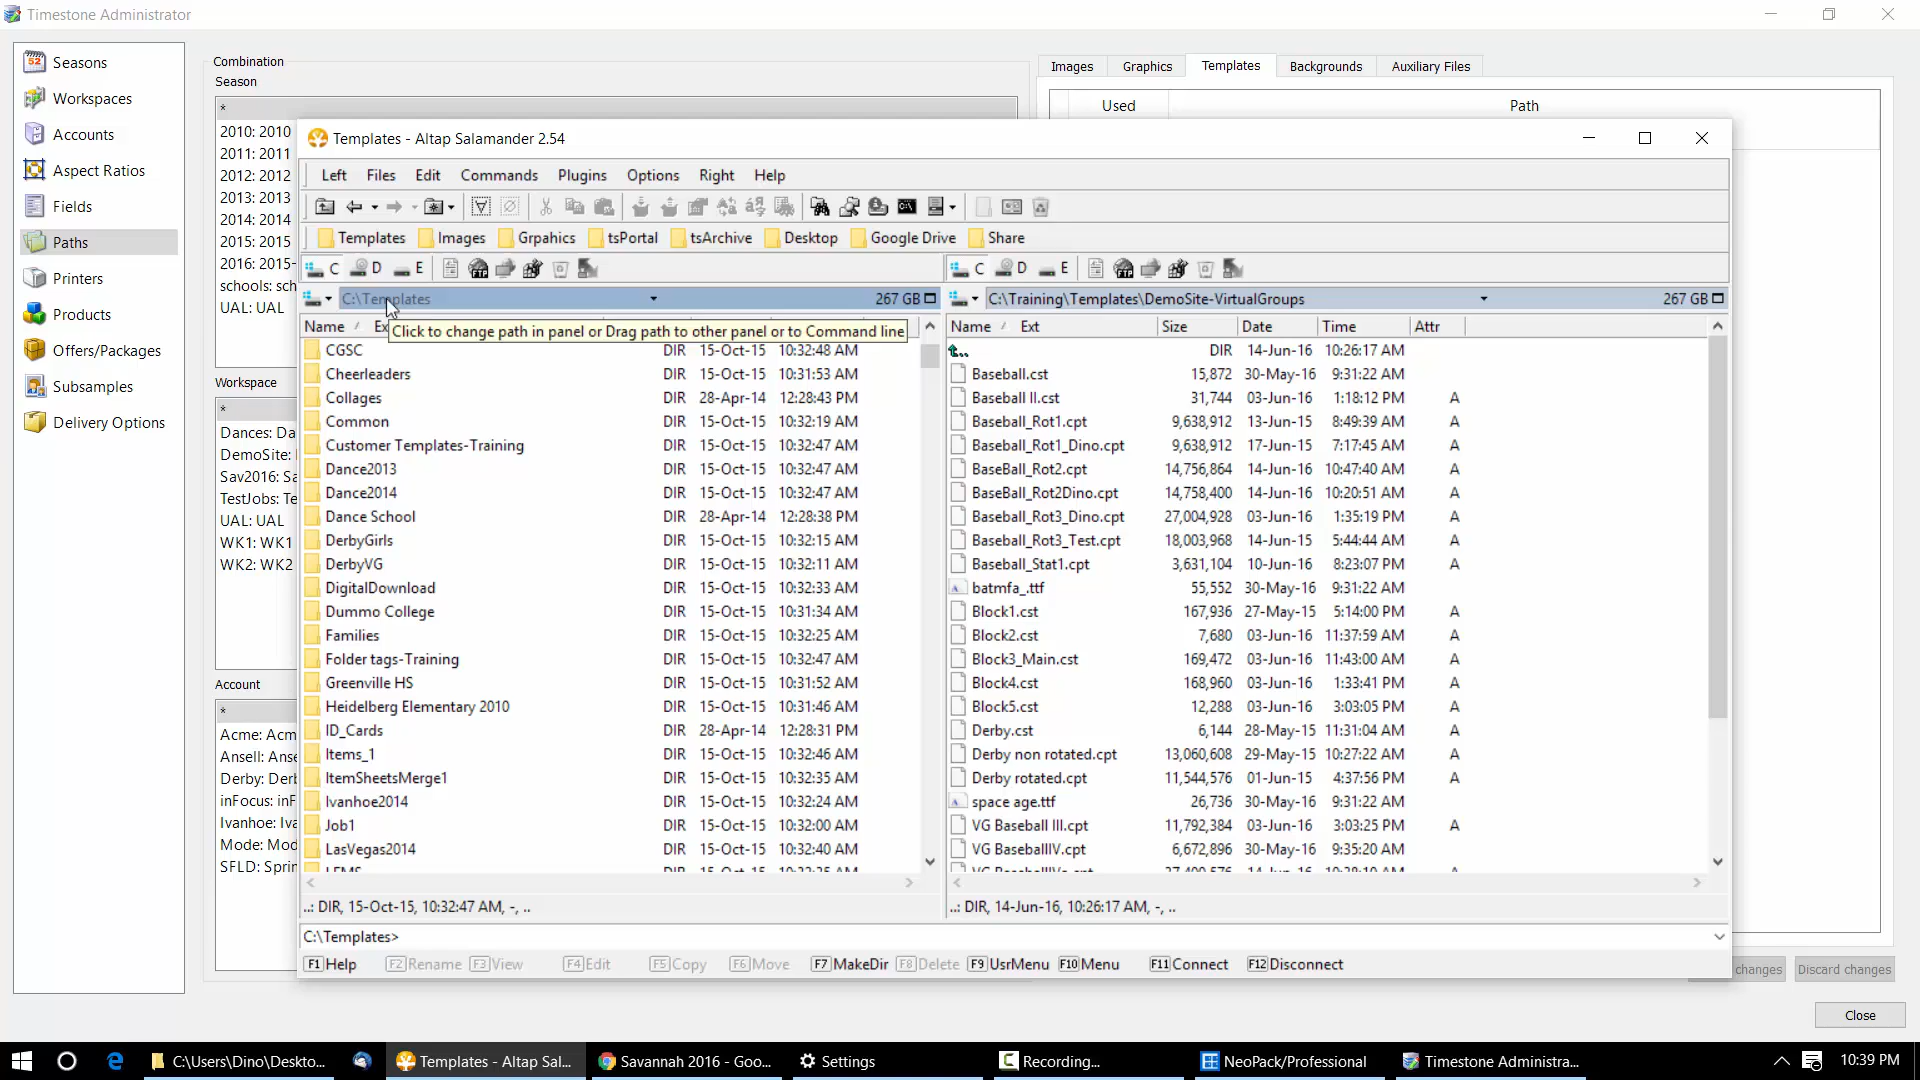 Timestone Administrator
Seasons
Workspaces
Accounts
Aspect Ratios
Fields
Paths
Printers
Products
Offers/Packages
Subsamples
Delivery Options
Combination
Season
*
2010: 2010
2011: 2011
2012: 2012
2013: 2013
2014: 2014
2015: 2015
2016: 2015-
schools: sch
UAL: UAL
Workspace
*
Dances: Da
DemoSite:
Sav2016: Sa
TestJobs: Te
UAL: UAL
WK1: WK1
WK2: WK2
Account
*
Acme: Acm
Ansell: Anse
Derby: Derl
inFocus: inF
Ivanhoe: Iva
Mode: Mod
SFLD: Sprin
Images Graphics Templates Backgrounds Auxiliary Files
Used Path
Templates - Altap Salamander 2.54
Left Files Edit Commands Plugins Options Right Help
Templates Images Grpahics tsPortal tsArchive Desktop Google Drive Share
C D E
C:\Templates 267 GB
Name Ex
Click to change path in panel or Drag path to other panel or to Command line
CGSC DIR 15-Oct-15 10:32:48 AM
Cheerleaders DIR 15-Oct-15 10:31:53 AM
Collages DIR 28-Apr-14 12:28:43 PM
Common DIR 15-Oct-15 10:32:19 AM
Customer Templates-Training DIR 15-Oct-15 10:32:47 AM
Dance2013 DIR 15-Oct-15 10:32:47 AM
Dance2014 DIR 15-Oct-15 10:32:47 AM
Dance School DIR 28-Apr-14 12:28:38 PM
DerbyGirls DIR 15-Oct-15 10:32:15 AM
DerbyVG DIR 15-Oct-15 10:32:11 AM
DigitalDownload DIR 15-Oct-15 10:32:33 AM
Dummo College DIR 15-Oct-15 10:31:34 AM
Families DIR 15-Oct-15 10:32:25 AM
Folder tags-Training DIR 15-Oct-15 10:32:47 AM
Greenville HS DIR 15-Oct-15 10:31:52 AM
Heidelberg Elementary 2010 DIR 15-Oct-15 10:31:46 AM
ID_Cards DIR 28-Apr-14 12:28:31 PM
Items_1 DIR 15-Oct-15 10:32:46 AM
ItemSheetsMerge1 DIR 15-Oct-15 10:32:35 AM
Ivanhoe2014 DIR 15-Oct-15 10:32:24 AM
Job1 DIR 15-Oct-15 10:32:00 AM
LasVegas2014 DIR 15-Oct-15 10:32:40 AM
..: DIR, 15-Oct-15, 10:32:47 AM, -, ..
C D E
C:\Training\Templates\DemoSite-VirtualGroups 267 GB
Name Ext Size Date Time Attr
.. DIR 14-Jun-16 10:26:17 AM
Baseball.cst 15,872 30-May-16 9:31:22 AM
Baseball II.cst 31,744 03-Jun-16 1:18:12 PM A
Baseball_Rot1.cpt 9,638,912 13-Jun-15 8:49:39 AM A
Baseball_Rot1_Dino.cpt 9,638,912 17-Jun-15 7:17:45 AM A
BaseBall_Rot2.cpt 14,756,864 14-Jun-16 10:47:40 AM A
BaseBall_Rot2Dino.cpt 14,758,400 14-Jun-16 10:20:51 AM A
Baseball_Rot3_Dino.cpt 27,004,928 03-Jun-16 1:35:19 PM A
Baseball_Rot3_Test.cpt 18,003,968 14-Jun-15 5:44:44 AM A
Baseball_Stat1.cpt 3,631,104 10-Jun-16 8:23:07 PM A
batmfa_.ttf 55,552 30-May-16 9:31:22 AM
Block1.cst 167,936 27-May-15 5:14:00 PM A
Block2.cst 7,680 03-Jun-16 11:37:59 AM A
Block3_Main.cst 169,472 03-Jun-16 11:43:00 AM A
Block4.cst 168,960 03-Jun-16 1:33:41 PM A
Block5.cst 12,288 03-Jun-16 3:03:05 PM A
Derby.cst 6,144 28-May-15 11:31:04 AM A
Derby non rotated.cpt 13,060,608 29-May-15 10:27:22 AM A
Derby rotated.cpt 11,544,576 01-Jun-15 4:37:56 PM A
space age.ttf 26,736 30-May-16 9:31:22 AM
VG Baseball III.cpt 11,792,384 03-Jun-16 3:03:25 PM A
VG BaseballIV.cpt 6,672,896 30-May-16 9:35:20 AM
..: DIR, 14-Jun-16, 10:26:17 AM, -, ..
C:\Templates>
F1 Help F2 Rename F3 View F4 Edit F5 Copy F6 Move F7 MakeDir F8 Delete F9 UsrMenu F10 Menu F11 Connect F12 Disconnect
changes Discard changes
Close
C:\Users\Dino\Deskto... Templates - Altap Sal... Savannah 2016 - Goo... Settings Recording... NeoPack/Professional Timestone Administra... 10:39 PM